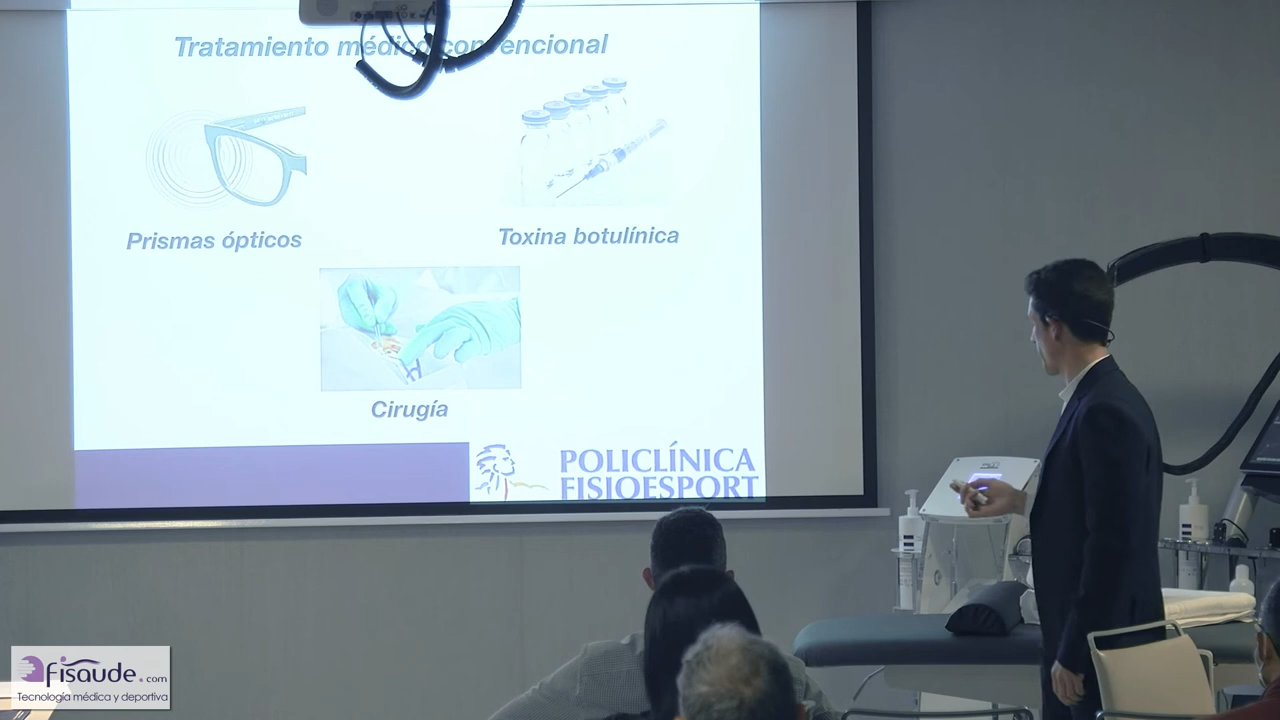 Tratamiento médico convencional
Prismas ópticos
Toxina botulínica
Cirugía
POLICLÍNICA
FISIOESPORT
fisaude.com
Tecnología médica y deportiva